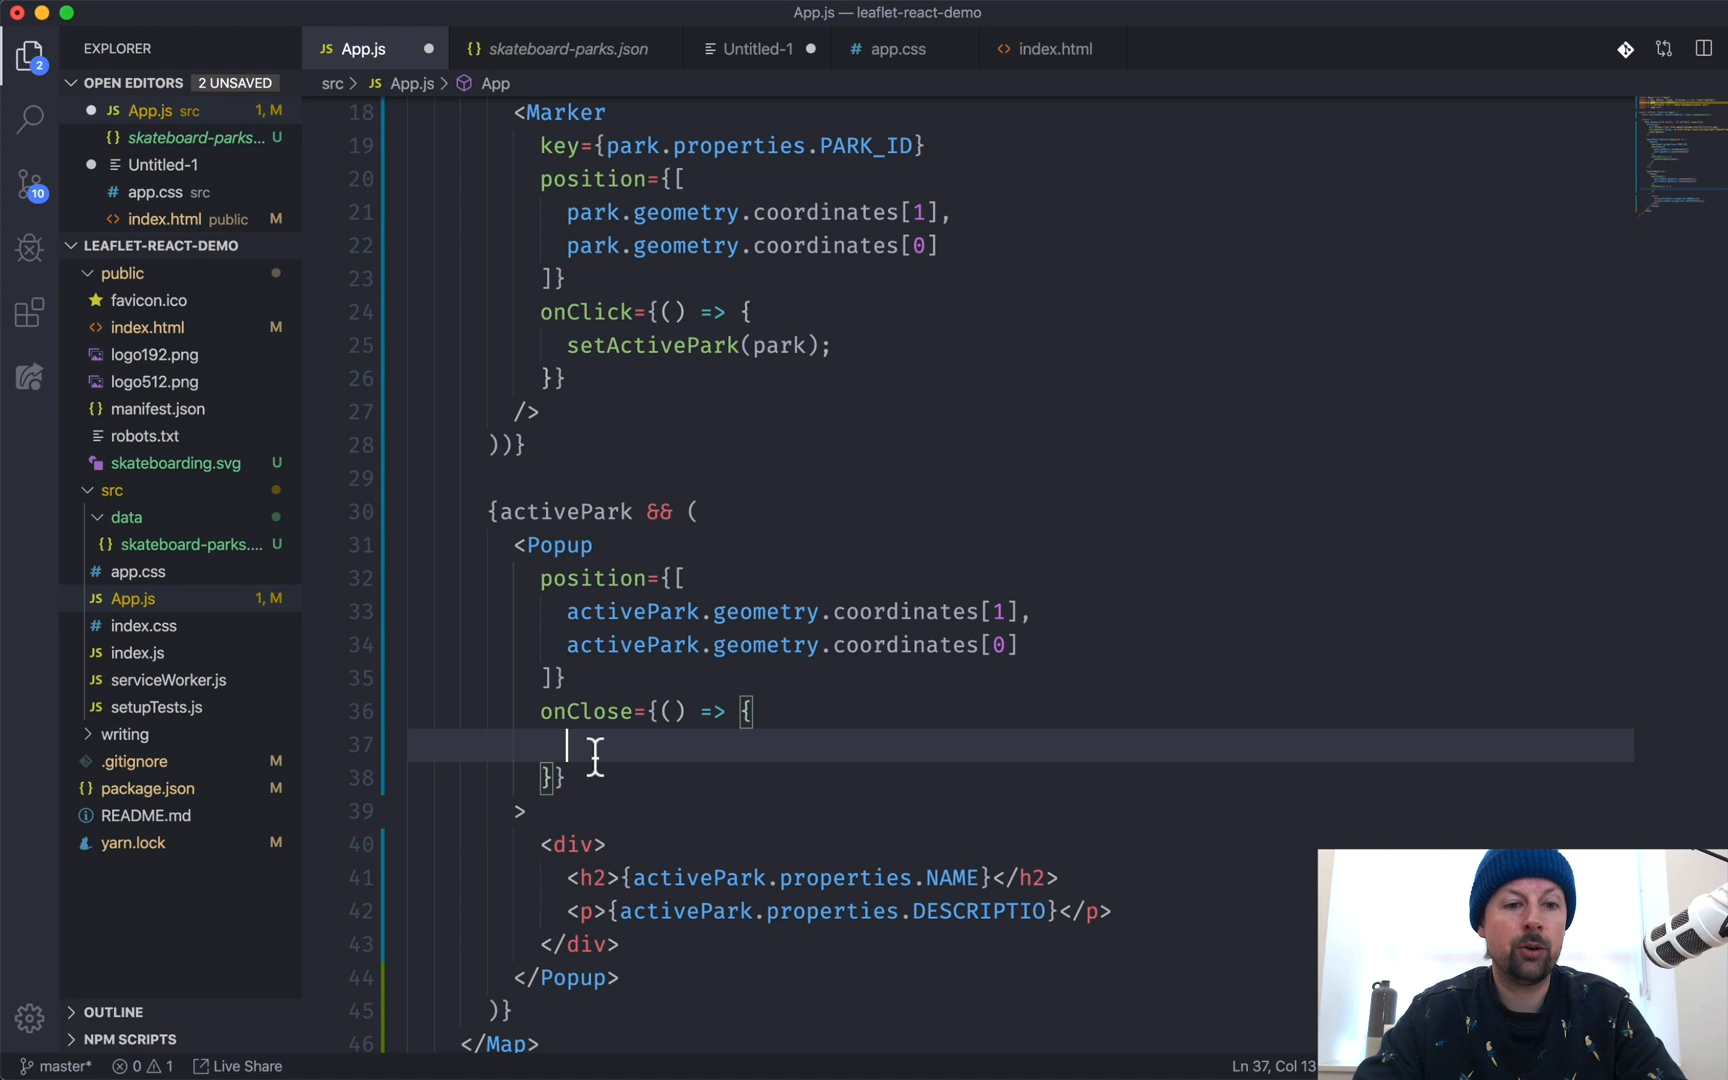 App.js — leaflet-react-demo
EXPLORER
OPEN EDITORS 2 UNSAVED
JS App.js src 1, M
{} skateboard-parks... U
Untitled-1
# app.css src
<> index.html public M
LEAFLET-REACT-DEMO
public
favicon.ico
<> index.html M
logo192.png
logo512.png
{} manifest.json
robots.txt
skateboarding.svg U
src
data
{} skateboard-parks.... U
# app.css
JS App.js 1, M
# index.css
JS index.js
JS serviceWorker.js
JS setupTests.js
writing
.gitignore M
{} package.json M
README.md
yarn.lock M
OUTLINE
NPM SCRIPTS
2
10
JS App.js
{} skateboard-parks.json
Untitled-1
# app.css
<> index.html
src > JS App.js > App
18 <Marker
19 key={park.properties.PARK_ID}
20 position={[
21 park.geometry.coordinates[1],
22 park.geometry.coordinates[0]
23 ]}
24 onClick={() => {
25 setActivePark(park);
26 }}
27 />
28 ))}
29
30 {activePark && (
31 <Popup
32 position={[
33 activePark.geometry.coordinates[1],
34 activePark.geometry.coordinates[0]
35 ]}
36 onClose={() => {
37
38 }}
39 >
40 <div>
41 <h2>{activePark.properties.NAME}</h2>
42 <p>{activePark.properties.DESCRIPTIO}</p>
43 </div>
44 </Popup>
45 )}
46 </Map>
master* 0 1 Live Share
Ln 37, Col 13